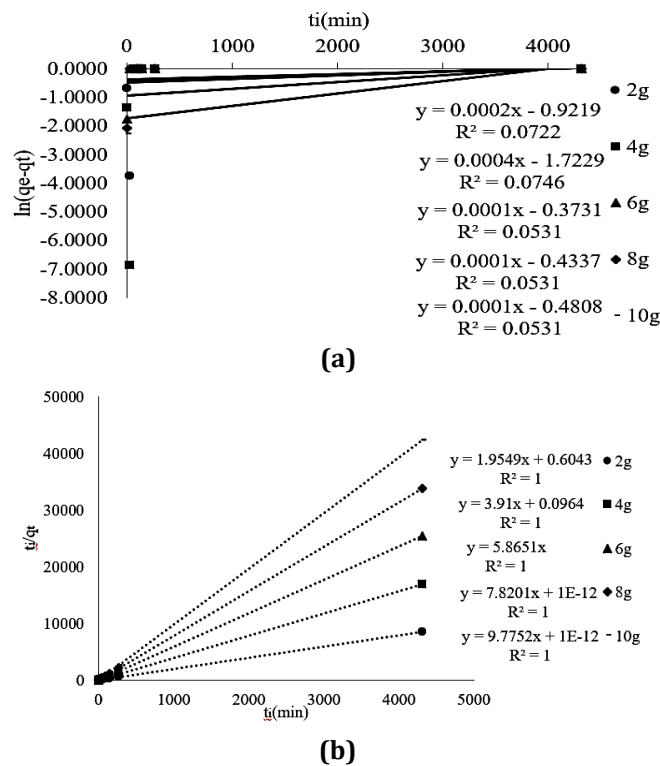 ti(min)
0 1000 2000 3000 4000
0.0000
-1.0000
-2.0000
-3.0000
-4.0000
-5.0000
-6.0000
-7.0000
-8.0000
ln(qe-qt)
y = 0.0002x - 0.9219
R² = 0.0722
y = 0.0004x - 1.7229
R² = 0.0746
y = 0.0001x - 0.3731
R² = 0.0531
y = 0.0001x - 0.4337
R² = 0.0531
y = 0.0001x - 0.4808
R² = 0.0531
2g
4g
6g
8g
10g
(a)
50000
40000
30000
20000
10000
0
ti/qt
0 1000 2000 3000 4000 5000
ti(min)
y = 1.9549x + 0.6043
R² = 1
y = 3.91x + 0.0964
R² = 1
y = 5.8651x
R² = 1
y = 7.8201x + 1E-12
R² = 1
y = 9.7752x + 1E-12
R² = 1
2g
4g
6g
8g
10g
(b)